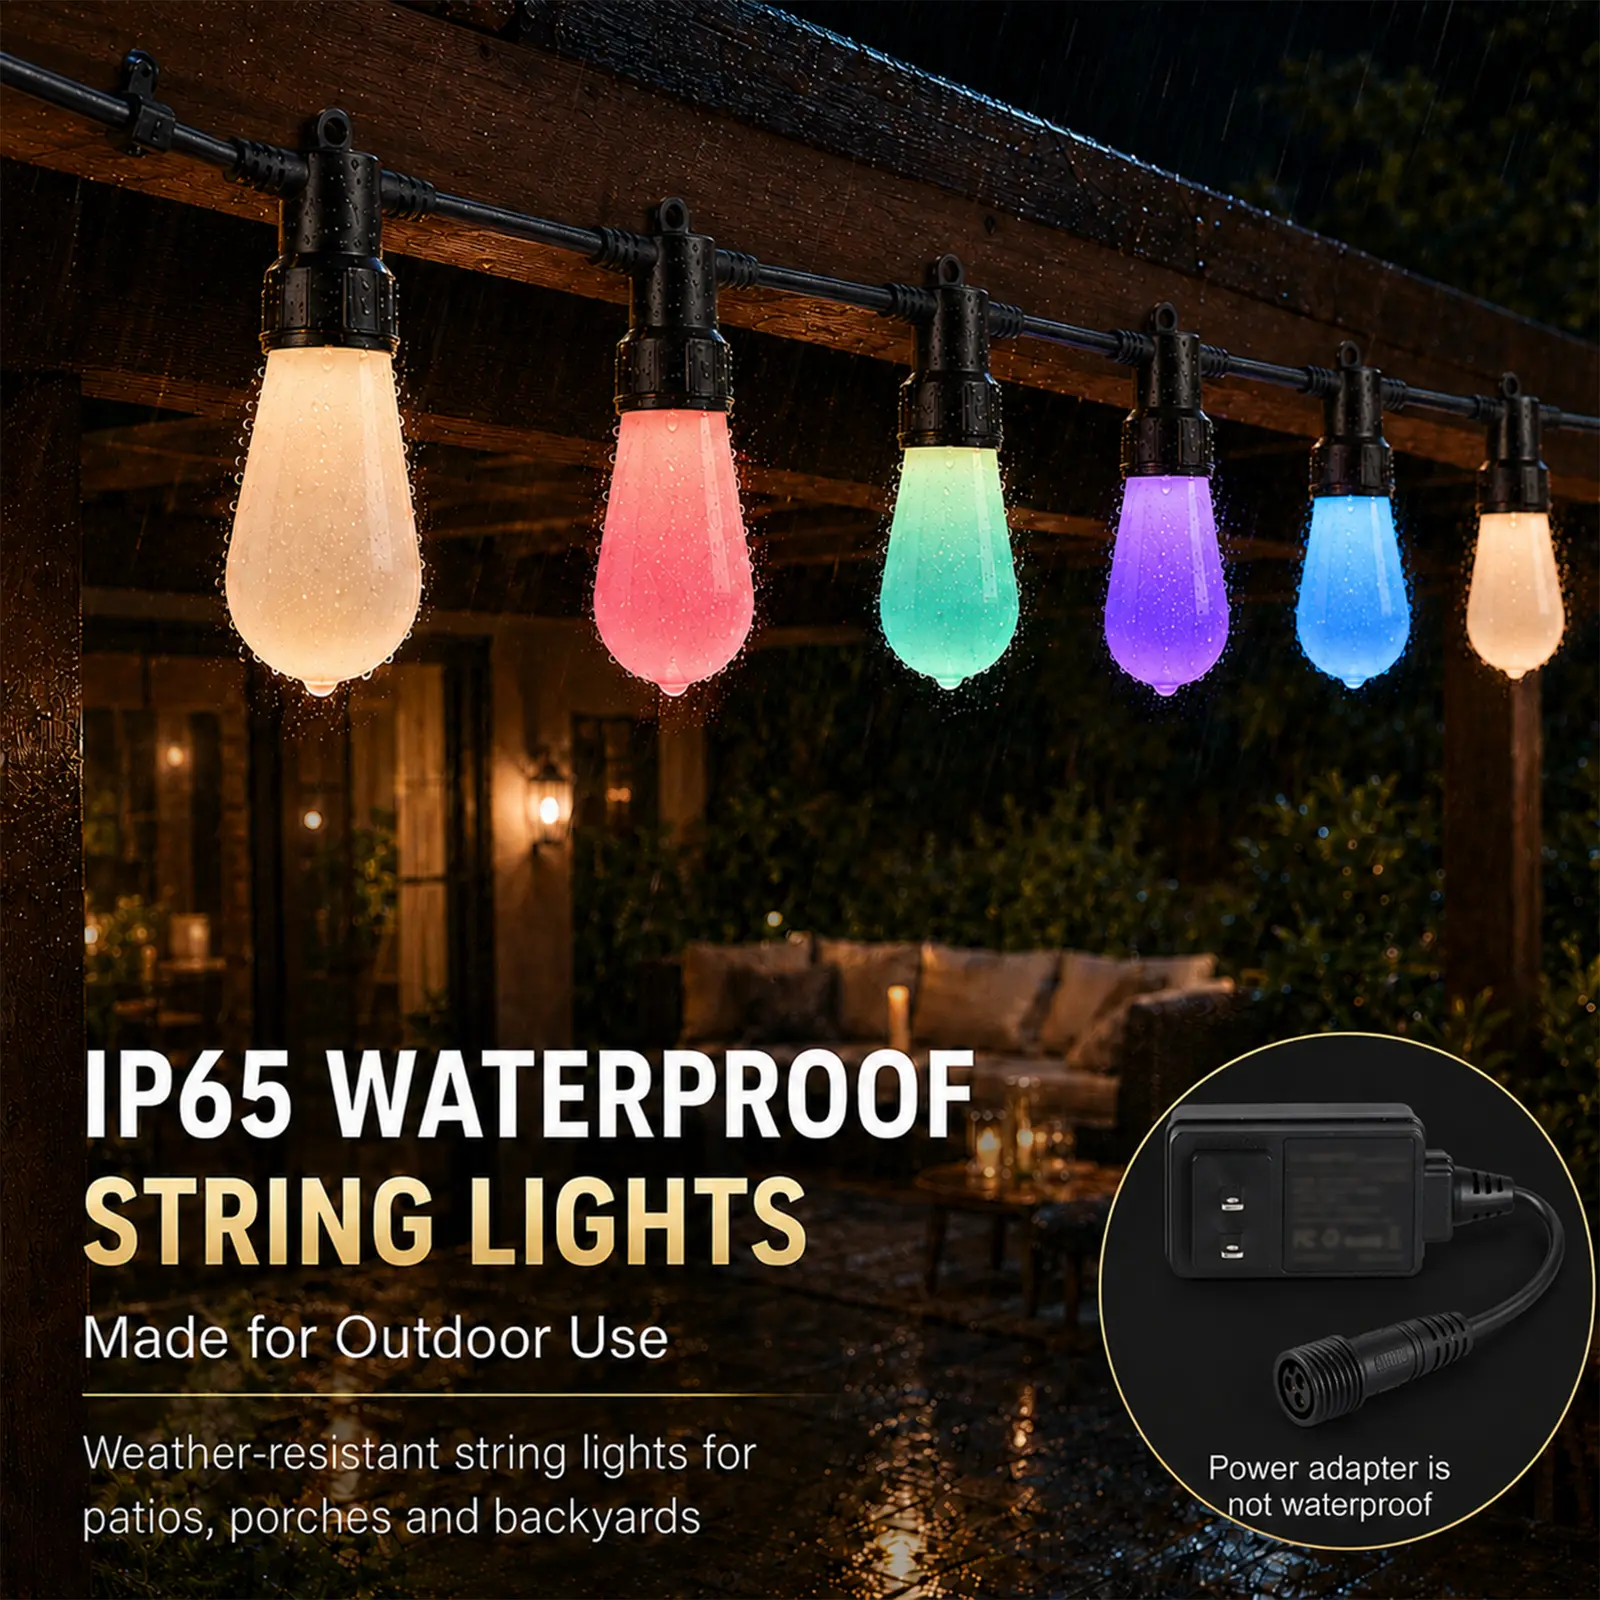 IP65 WATERPROOF
STRING LIGHTS
Made for Outdoor Use
Weather-resistant string lights for
patios, porches and backyards
Power adapter is
not waterproof